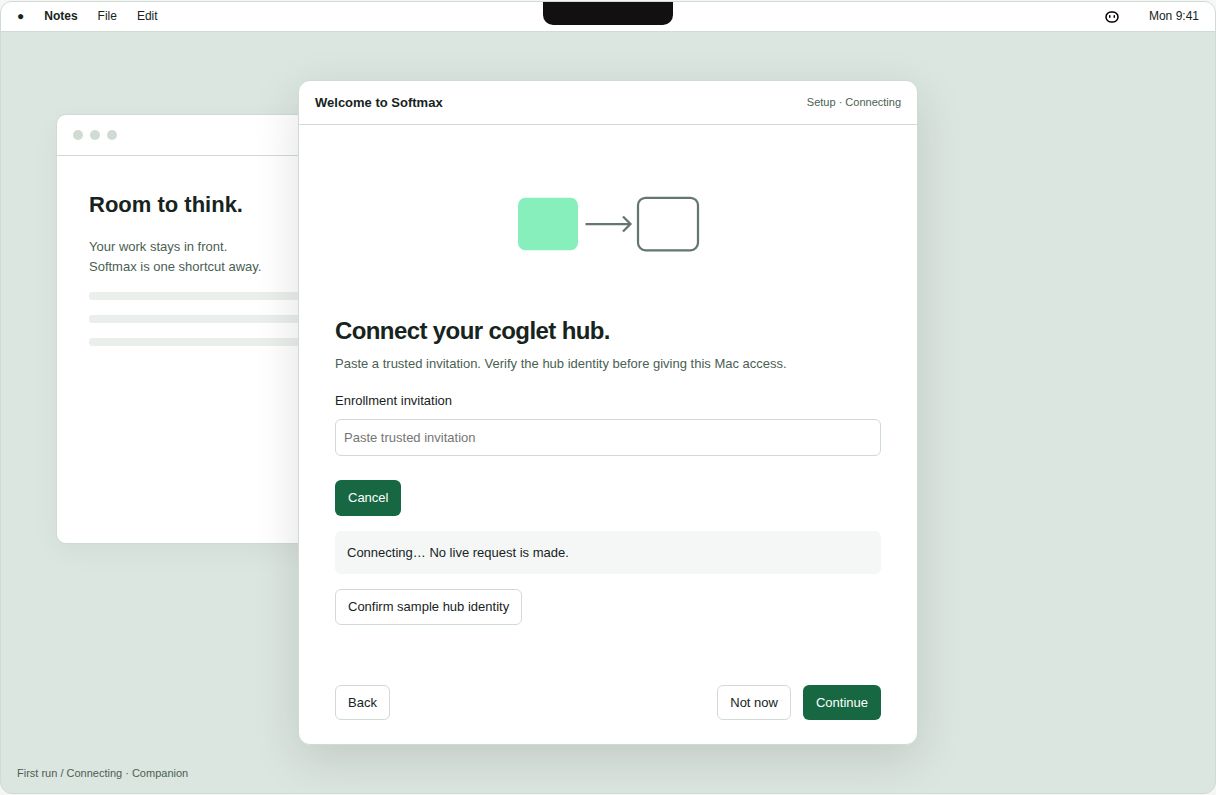 Notes File Edit
Mon 9:41
Welcome to Softmax
Setup · Connecting
Room to think.
Your work stays in front.
Softmax is one shortcut away.
Connect your coglet hub.
Paste a trusted invitation. Verify the hub identity before giving this Mac access.
Enrollment invitation
Paste trusted invitation
Cancel
Connecting… No live request is made.
Confirm sample hub identity
Back
Not now
Continue
First run / Connecting · Companion